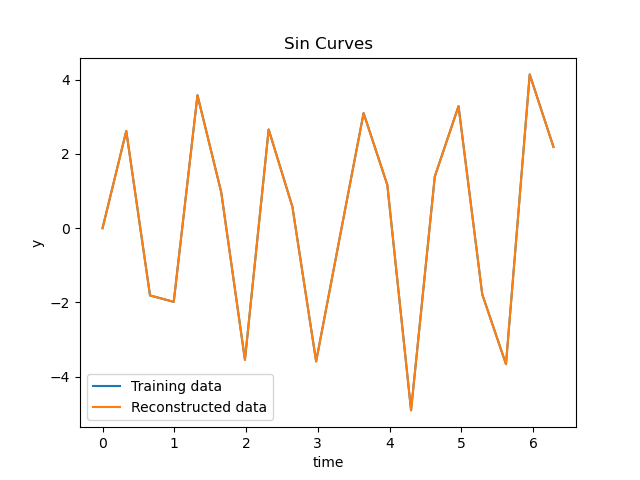 Sin Curves
4
2
0
−2
−4
y
Training data
Reconstructed data
0 1 2 3 4 5 6
time